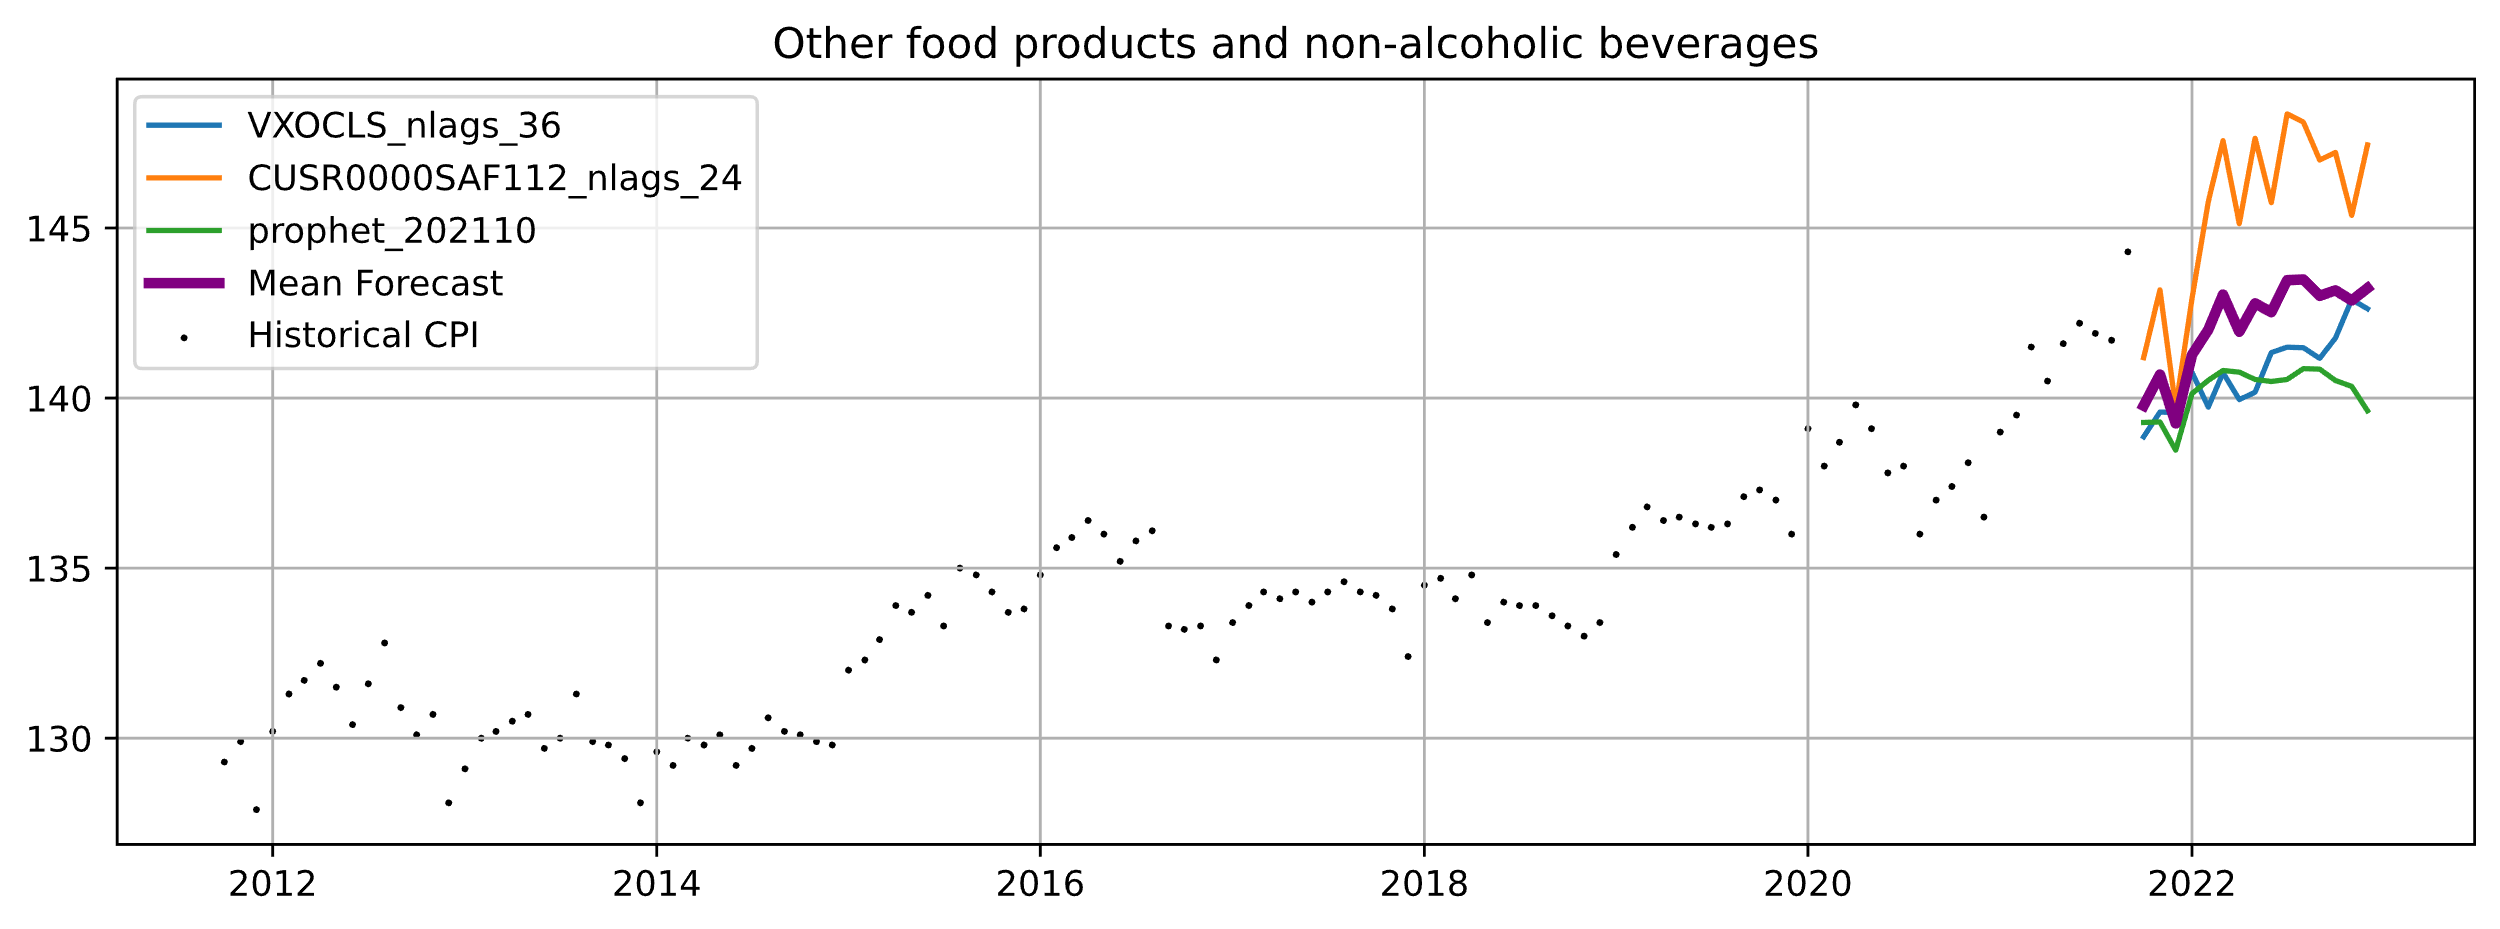 Other food products and non-alcoholic beverages
VXOCLS_nlags_36
CUSR0000SAF112_nlags_24
prophet_202110
Mean Forecast
Historical CPI
145
140
135
130
2012
2014
2016
2018
2020
2022